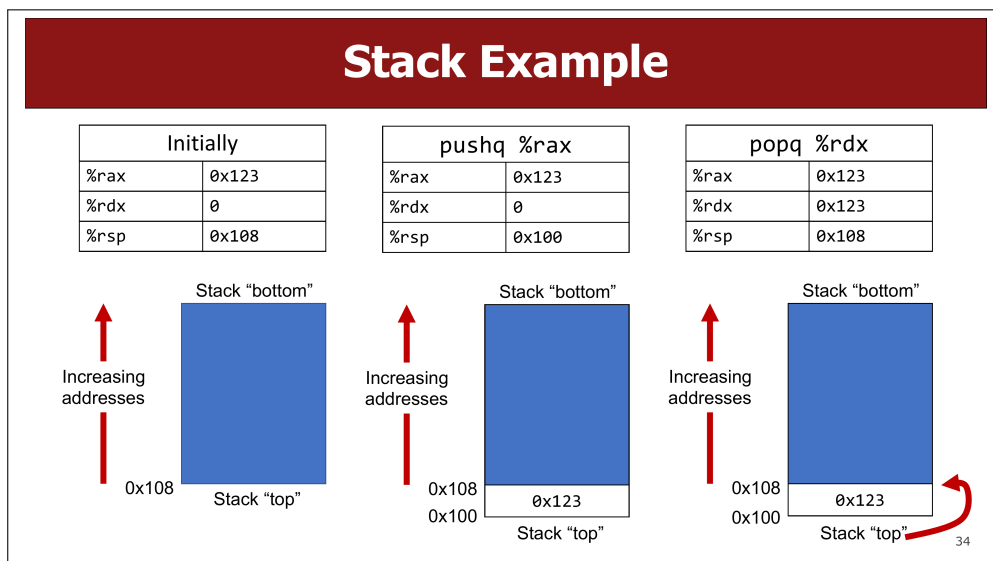 Stack Example
Initially
%rax 0x123
%rdx 0
%rsp 0x108
pushq %rax
%rax 0x123
%rdx 0
%rsp 0x100
popq %rdx
%rax 0x123
%rdx 0x123
%rsp 0x108
Stack “bottom”
Increasing
addresses
0x108
Stack “top”
Stack “bottom”
Increasing
addresses
0x108
0x123
0x100
Stack “top”
Stack “bottom”
Increasing
addresses
0x108
0x123
0x100
Stack “top”
34